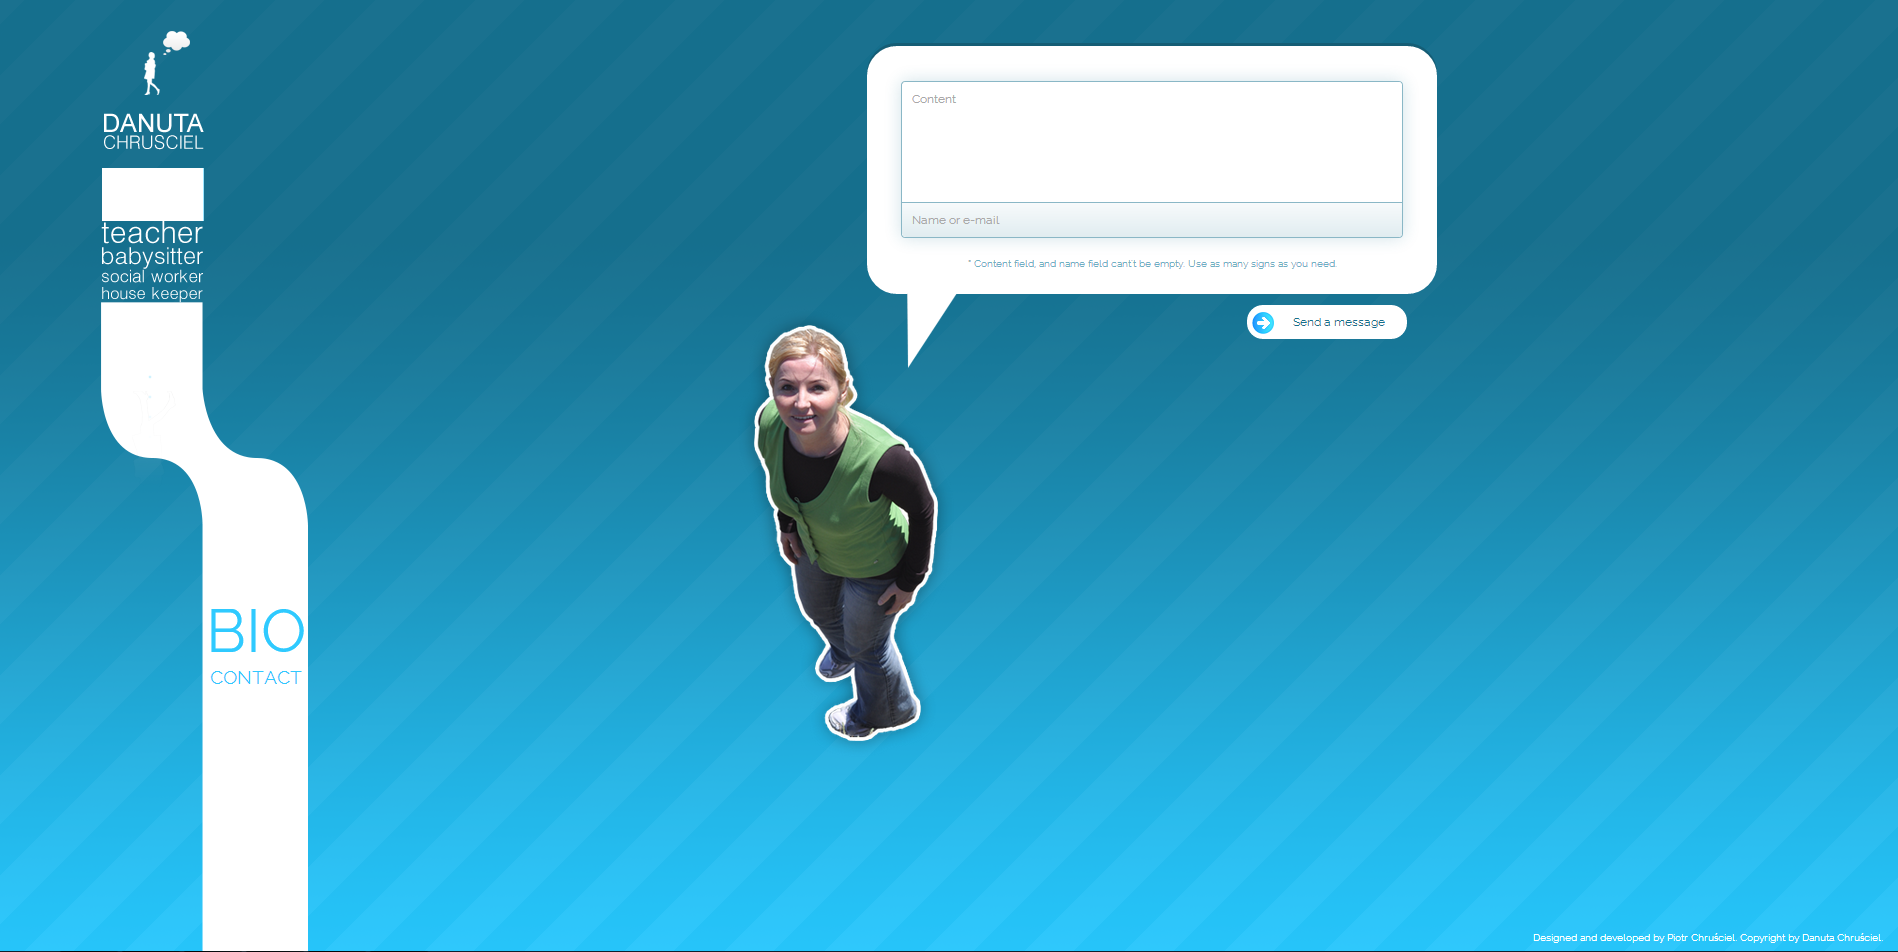 DANUTA
CHRUSCIEL
teacher
babysitter
social worker
house keeper
BIO
CONTACT
Content
Name or e-mail
* Content field, and name field cant't be empty. Use as many signs as you need.
Send a message
Designed and developed by Piotr Chruściel. Copyright by Danuta Chruściel.